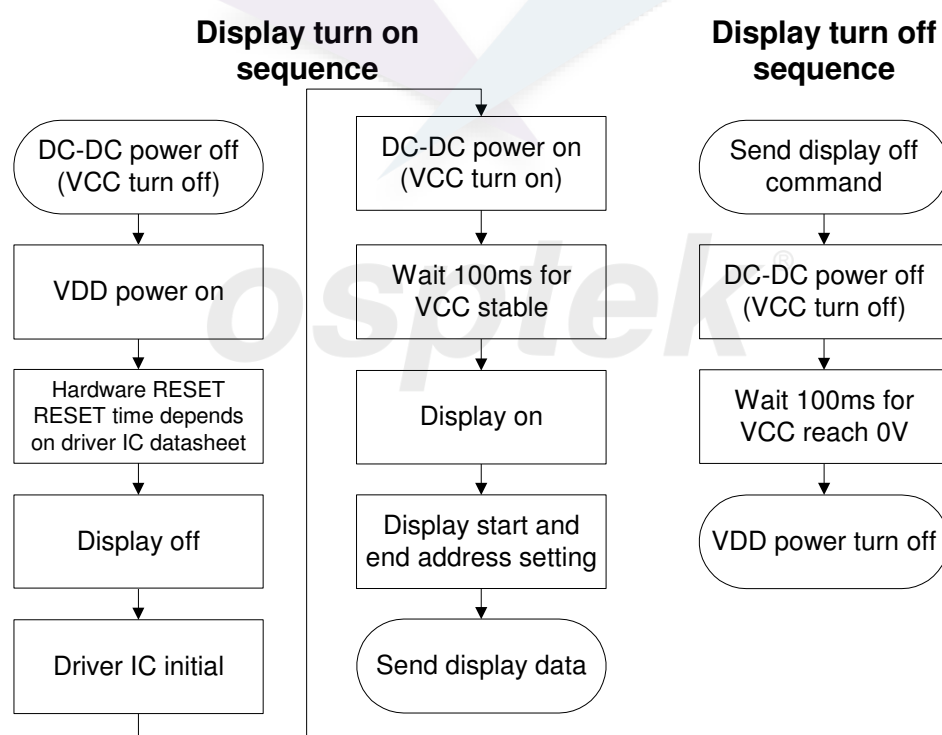 Display turn on
sequence
DC-DC power off
(VCC turn off)
VDD power on
Hardware RESET
RESET time depends
on driver IC datasheet
Display off
Driver IC initial
DC-DC power on
(VCC turn on)
Wait 100ms for
VCC stable
Display on
Display start and
end address setting
Send display data
Display turn off
sequence
Send display off
command
DC-DC power off
(VCC turn off)
Wait 100ms for
VCC reach 0V
VDD power turn off
osptek®